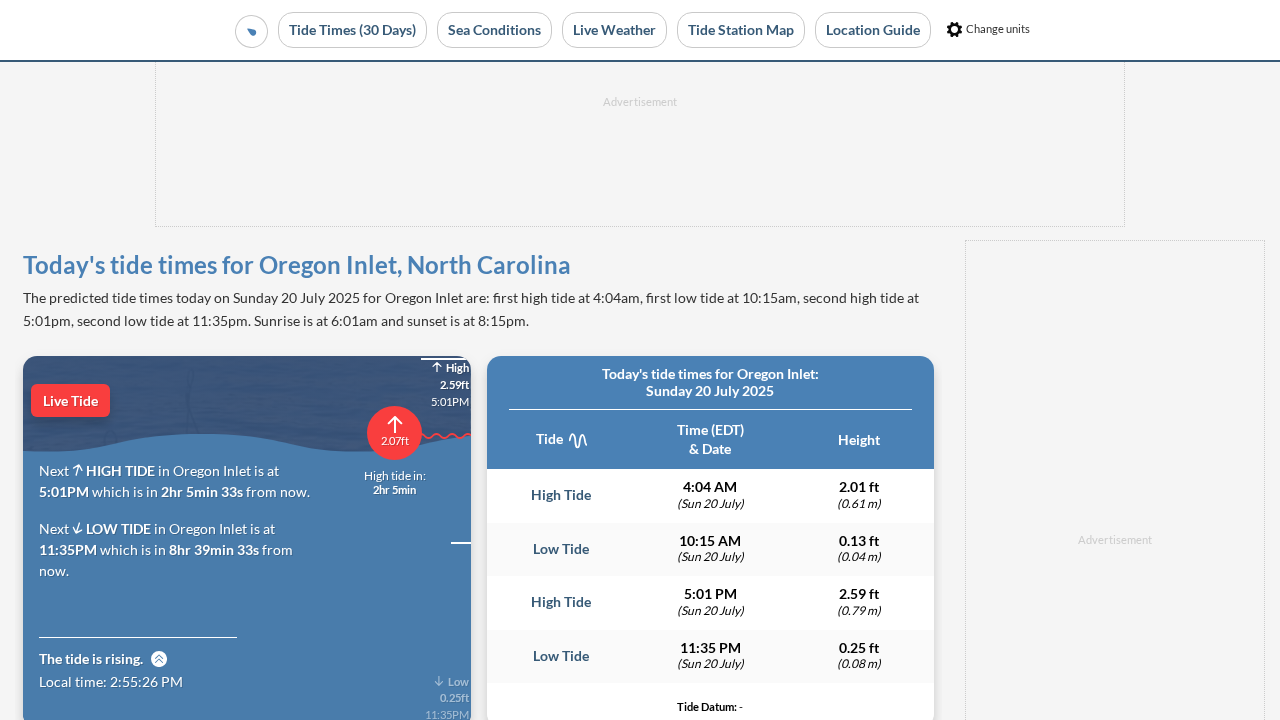 Tide Times (30 Days)
Sea Conditions
Live Weather
Tide Station Map
Location Guide
Change units
Advertisement
Today's tide times for Oregon Inlet, North Carolina
The predicted tide times today on Sunday 20 July 2025 for Oregon Inlet are: first high tide at 4:04am, first low tide at 10:15am, second high tide at
5:01pm, second low tide at 11:35pm. Sunrise is at 6:01am and sunset is at 8:15pm.
Live Tide
High
2.59ft
5:01PM
2.07ft
High tide in:
2hr 5min
Next HIGH TIDE in Oregon Inlet is at
5:01PM which is in 2hr 5min 33s from now.
Next LOW TIDE in Oregon Inlet is at
11:35PM which is in 8hr 39min 33s from
now.
The tide is rising.
Local time: 2:55:26 PM
Low
0.25ft
11:35PM
Today's tide times for Oregon Inlet:
Sunday 20 July 2025
Tide
Time (EDT)
& Date
Height
High Tide
4:04 AM
(Sun 20 July)
2.01 ft
(0.61 m)
Low Tide
10:15 AM
(Sun 20 July)
0.13 ft
(0.04 m)
High Tide
5:01 PM
(Sun 20 July)
2.59 ft
(0.79 m)
Low Tide
11:35 PM
(Sun 20 July)
0.25 ft
(0.08 m)
Tide Datum: -
Advertisement